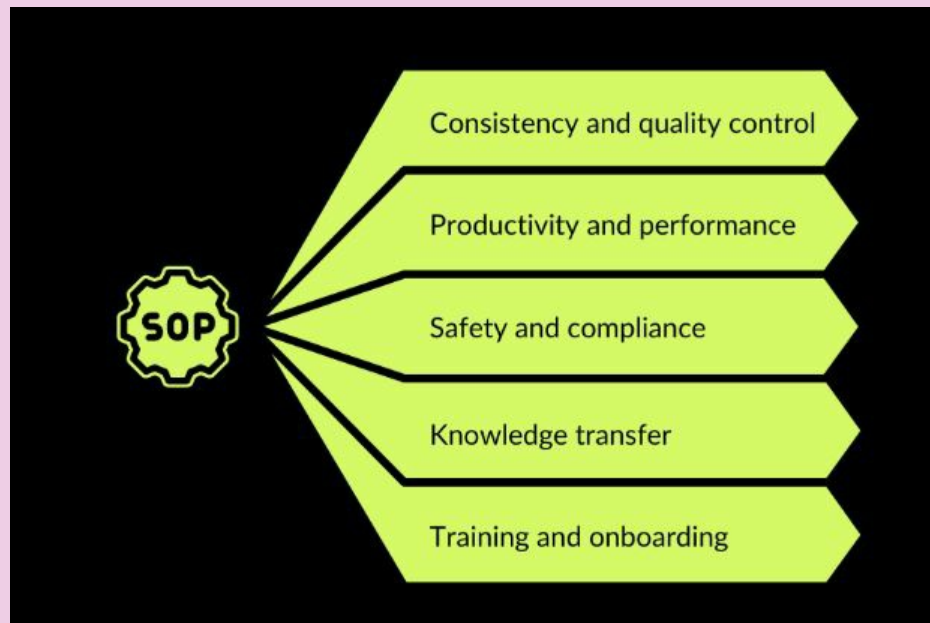 SOP
Consistency and quality control
Productivity and performance
Safety and compliance
Knowledge transfer
Training and onboarding